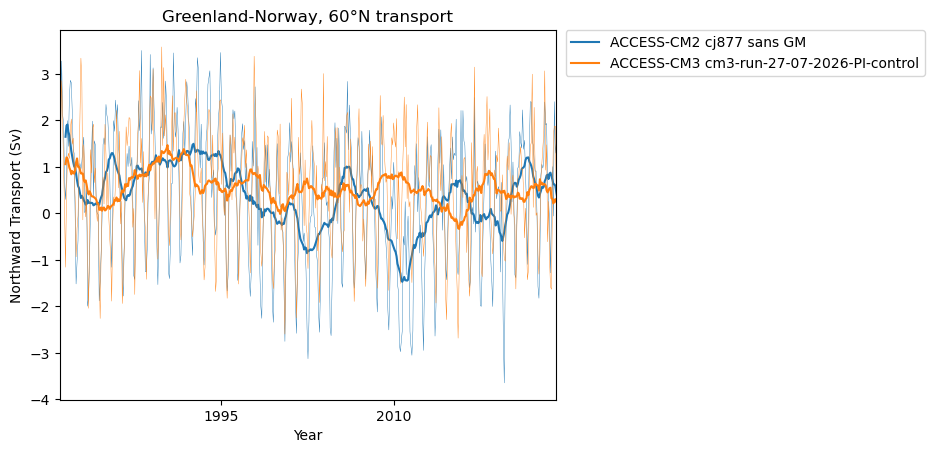 Greenland-Norway, 60°N transport
ACCESS-CM2 cj877 sans GM
ACCESS-CM3 cm3-run-27-07-2026-PI-control
Northward Transport (Sv)
3
2
1
0
−1
−2
−3
−4
1995
2010
Year